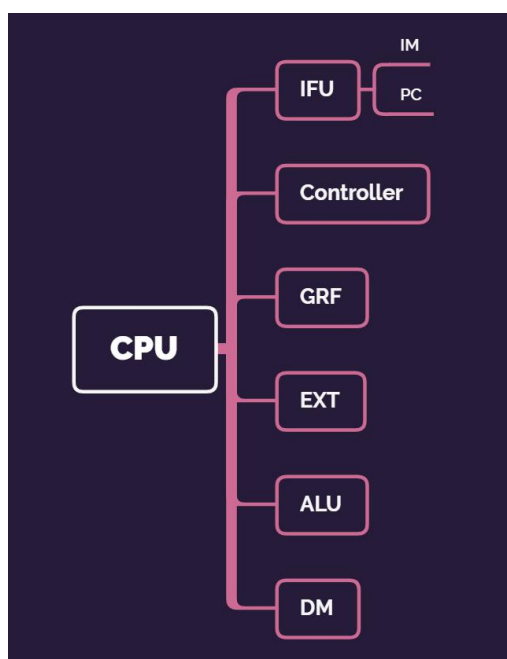 CPU
IFU
IM
PC
Controller
GRF
EXT
ALU
DM